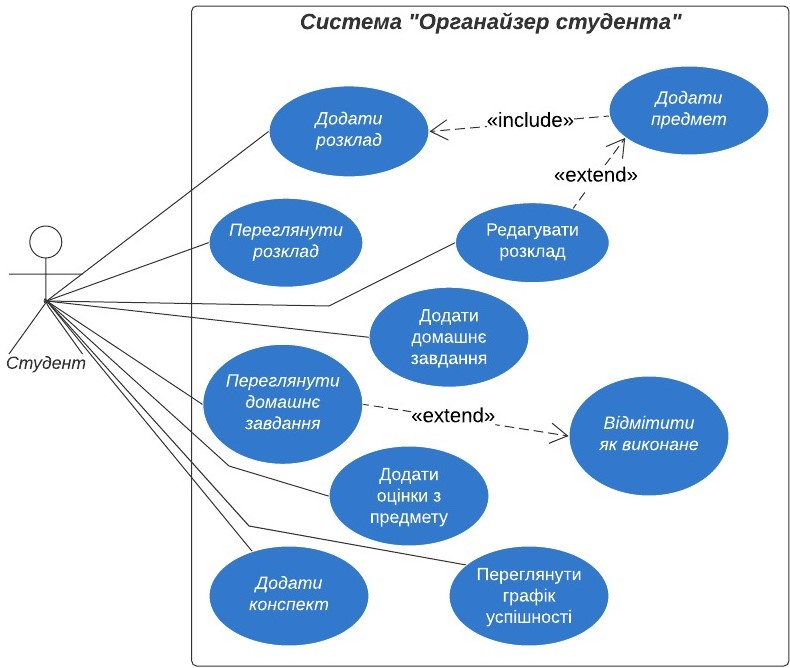 Система "Органайзер студента"
Додати
розклад
«include»
Додати
предмет
«extend»
Переглянути
розклад
Редагувати
розклад
Додати
домашнє
завдання
Студент
Переглянути
домашнє
завдання
«extend»
Відмітити
як виконане
Додати
оцінки з
предмету
Додати
конспект
Переглянути
графік
успішності